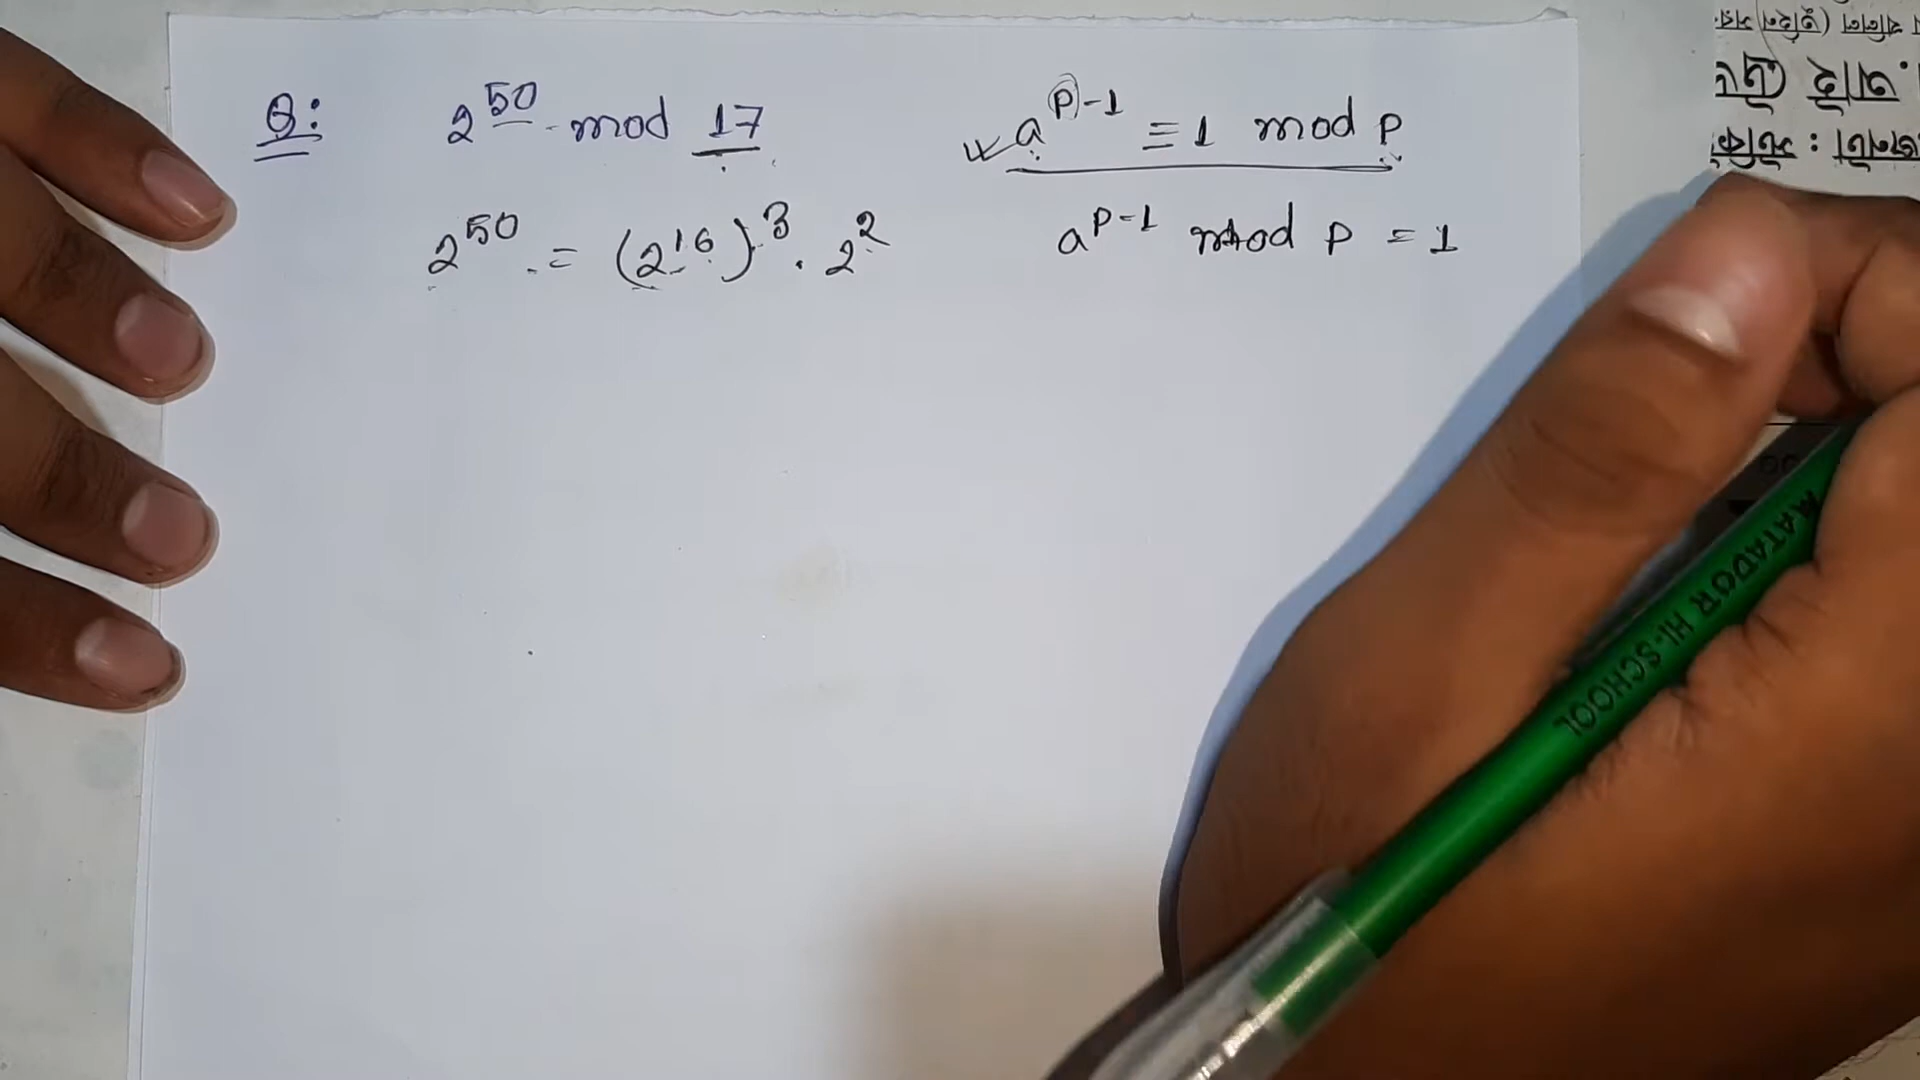 Q: 2^50 mod 17
a^p-1 ≡ 1 mod p
2^50 = (2^16)^3 . 2^2
a^p-1 mod p = 1
MATADOR HI-SCHOOL